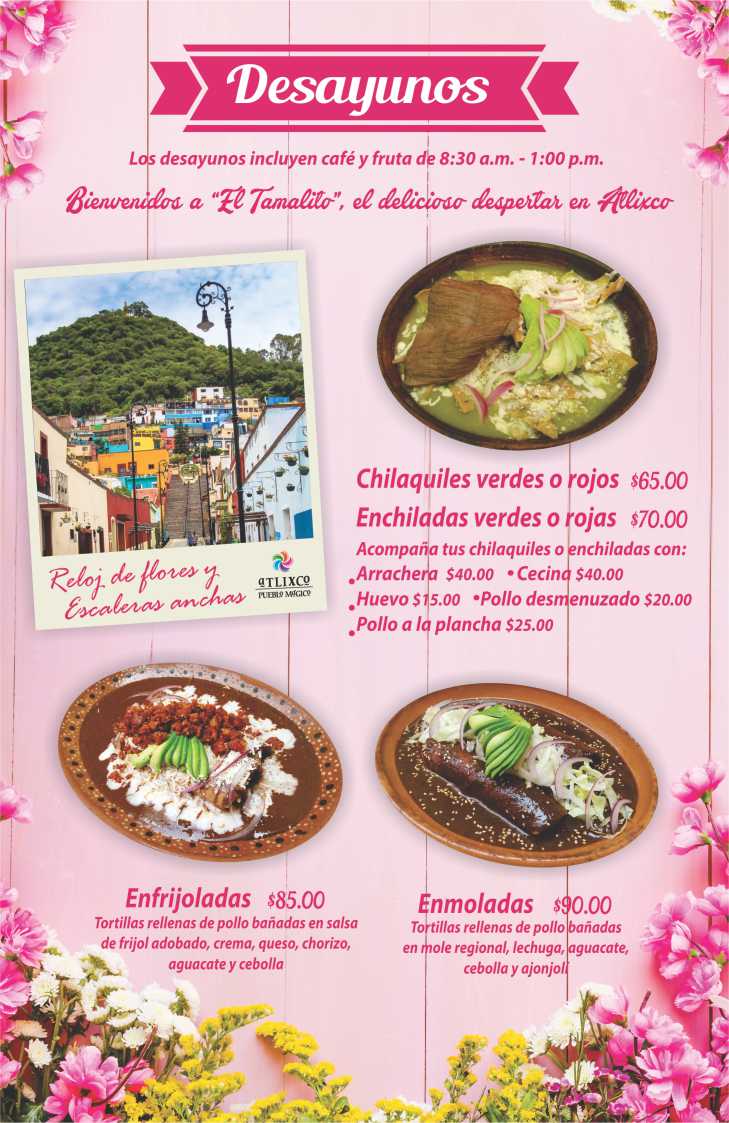 Desayunos
Los desayunos incluyen café y fruta de 8:30 a.m. - 1:00 p.m.
Bienvenidos a “El Tamalito”, el delicioso despertar en Atlixco
Reloj de flores y
Escaleras anchas
ATLIXCO
PUEBLO MÁGICO
Chilaquiles verdes o rojos $65.00
Enchiladas verdes o rojas $70.00
Acompaña tus chilaquiles o enchiladas con:
•Arrachera $40.00 •Cecina $40.00
•Huevo $15.00 •Pollo desmenuzado $20.00
•Pollo a la plancha $25.00
Enfrijoladas $85.00
Tortillas rellenas de pollo bañadas en salsa
de frijol adobado, crema, queso, chorizo,
aguacate y cebolla
Enmoladas $90.00
Tortillas rellenas de pollo bañadas
en mole regional, lechuga, aguacate,
cebolla y ajonjolí